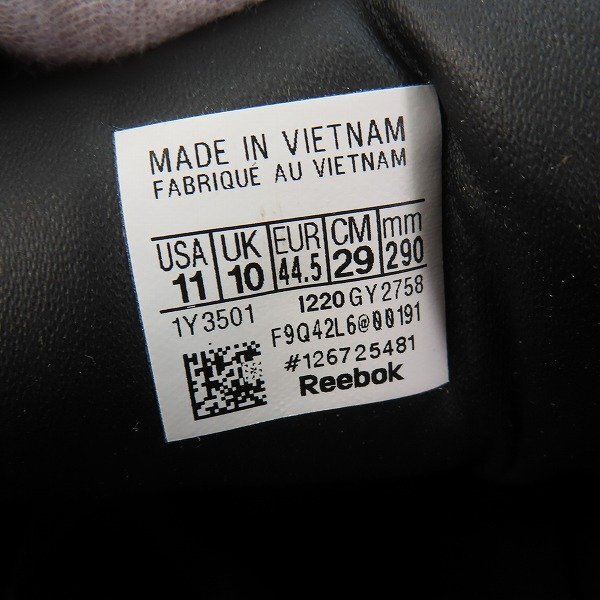 MADE IN VIETNAM
FABRIQUÉ AU VIETNAM
USA UK EUR CM mm
11 10 44.5 29 290
1Y3501 1220 GY2758
F9Q42L6@00191
#126725481
Reebok